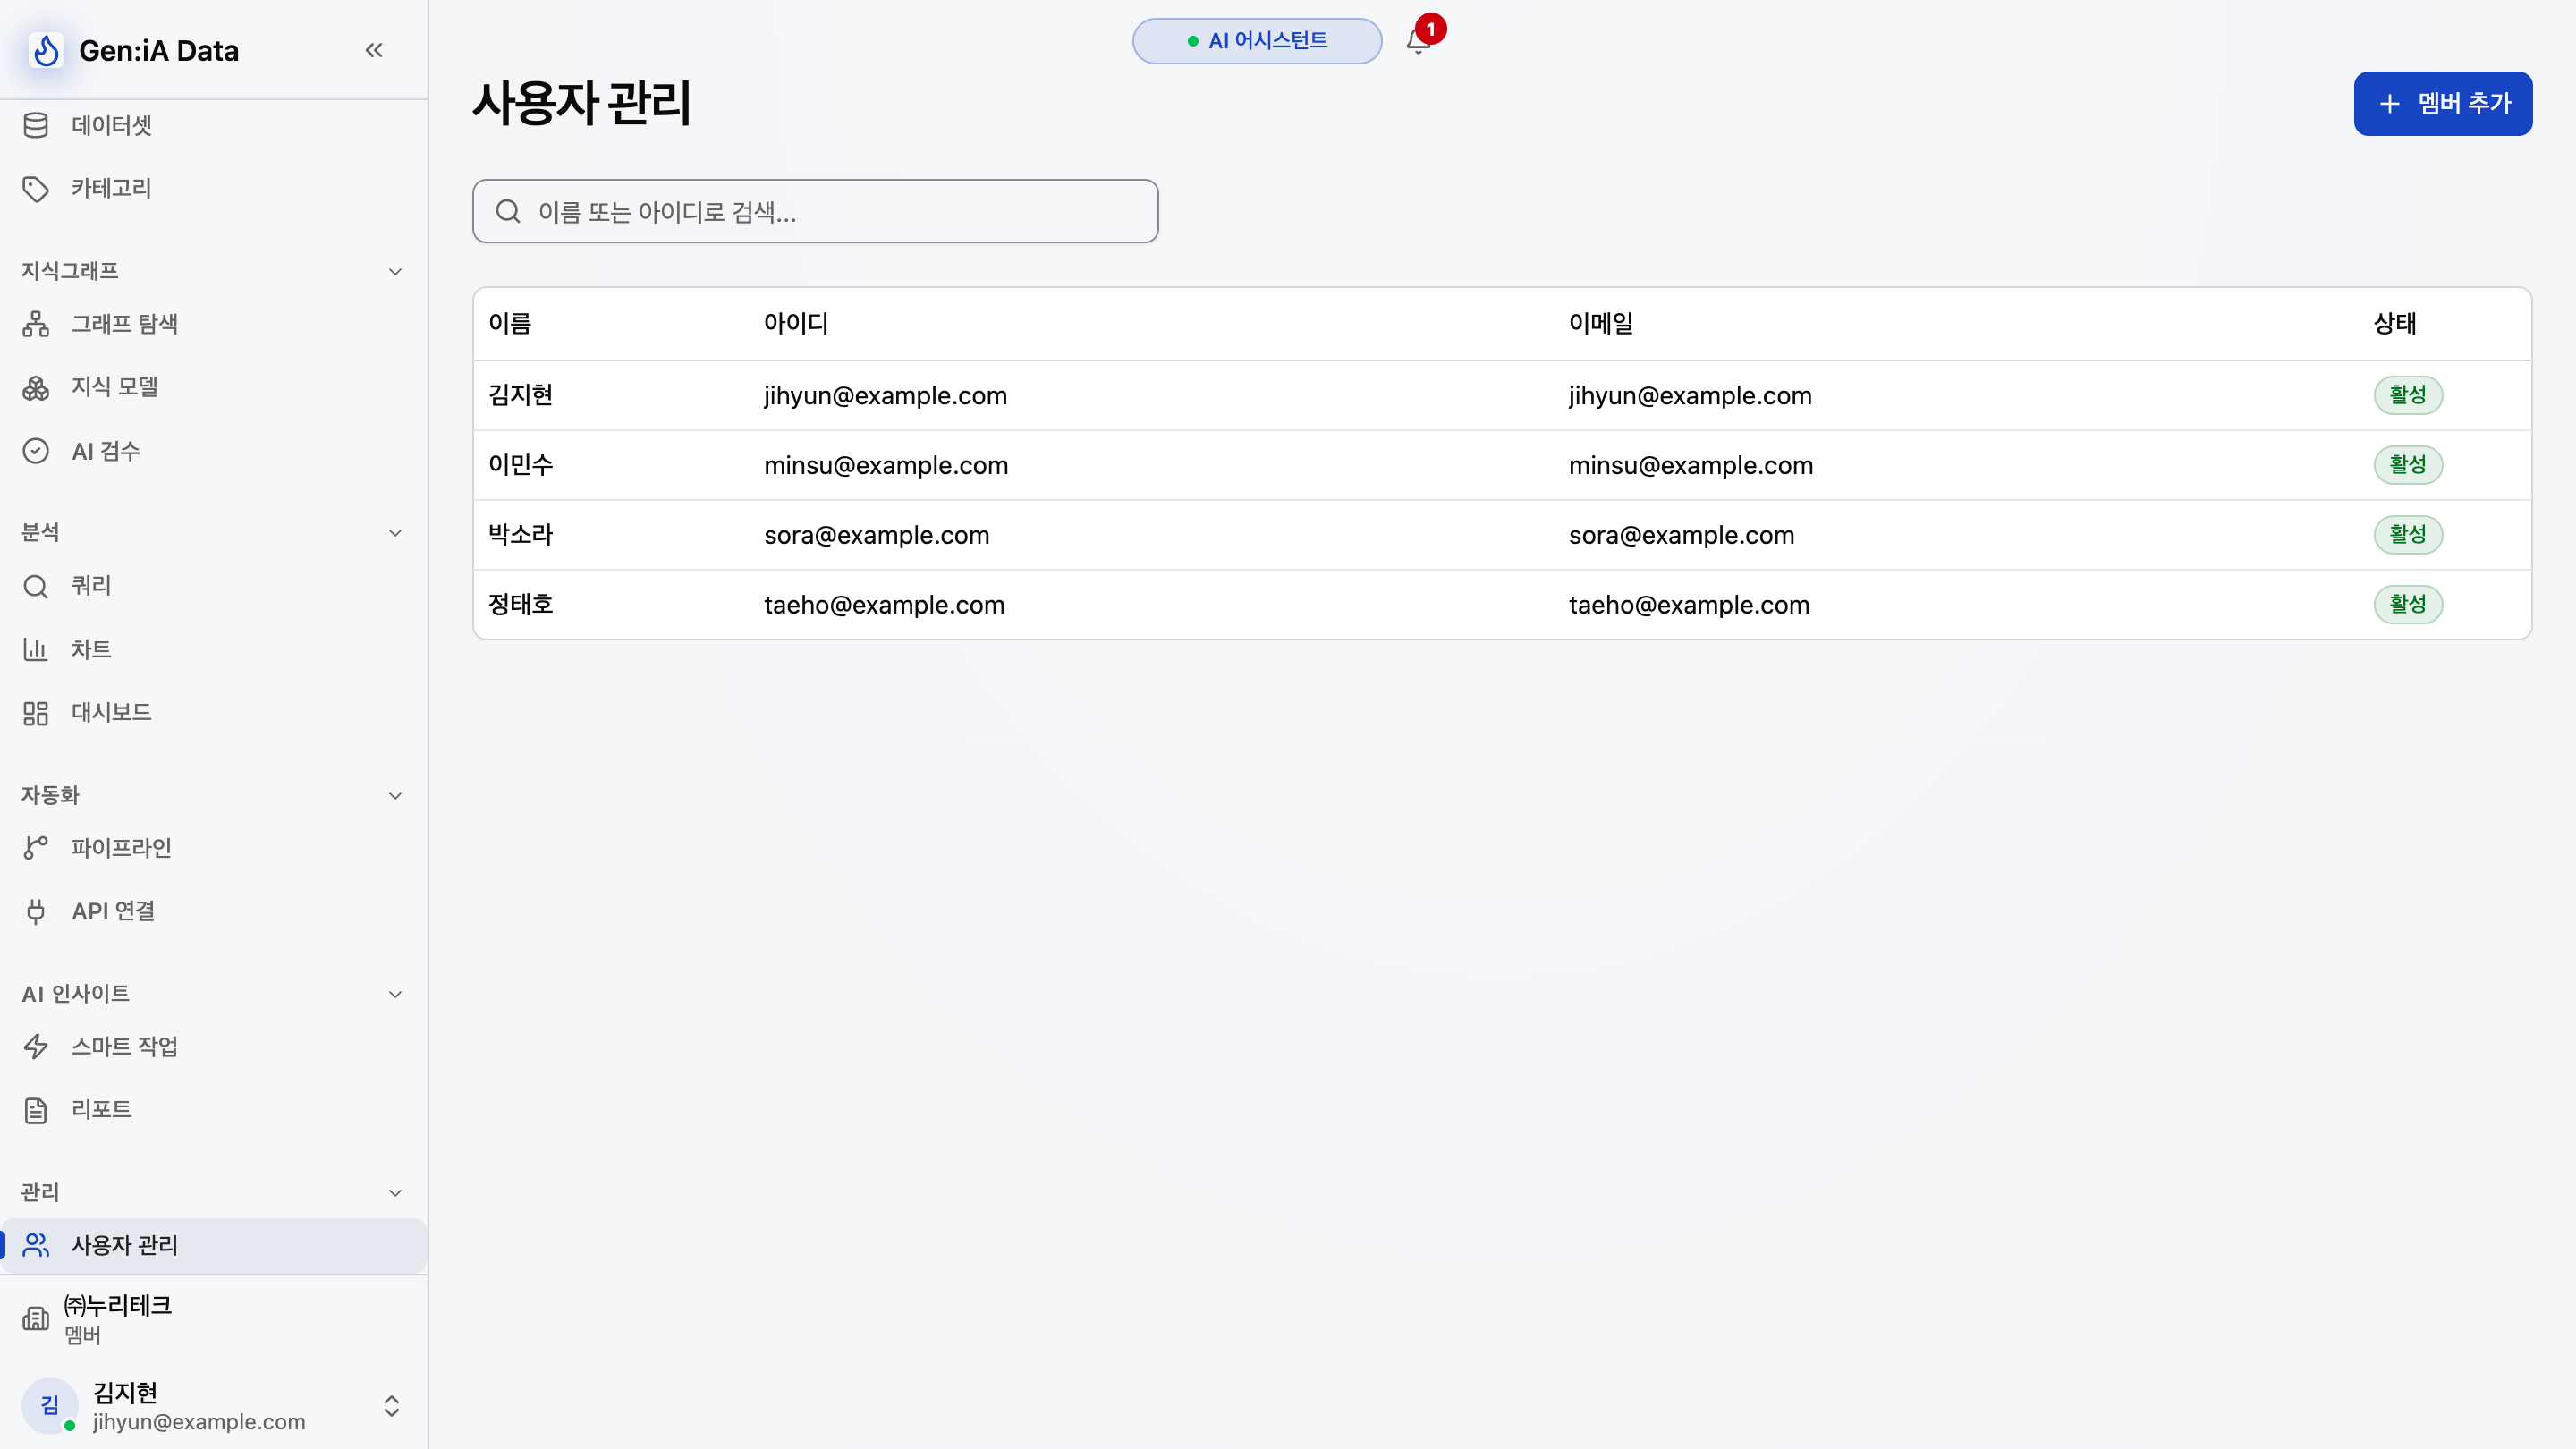 Gen:iA Data
데이터셋
카테고리
지식그래프
그래프 탐색
지식 모델
AI 검수
분석
쿼리
차트
대시보드
자동화
파이프라인
API 연결
AI 인사이트
스마트 작업
리포트
관리
사용자 관리
㈜누리테크
멤버
김
김지현
jihyun@example.com
AI 어시스턴트
1
사용자 관리
멤버 추가
이름 또는 아이디로 검색...
이름 아이디 이메일 상태
김지현 jihyun@example.com jihyun@example.com 활성
이민수 minsu@example.com minsu@example.com 활성
박소라 sora@example.com sora@example.com 활성
정태호 taeho@example.com taeho@example.com 활성